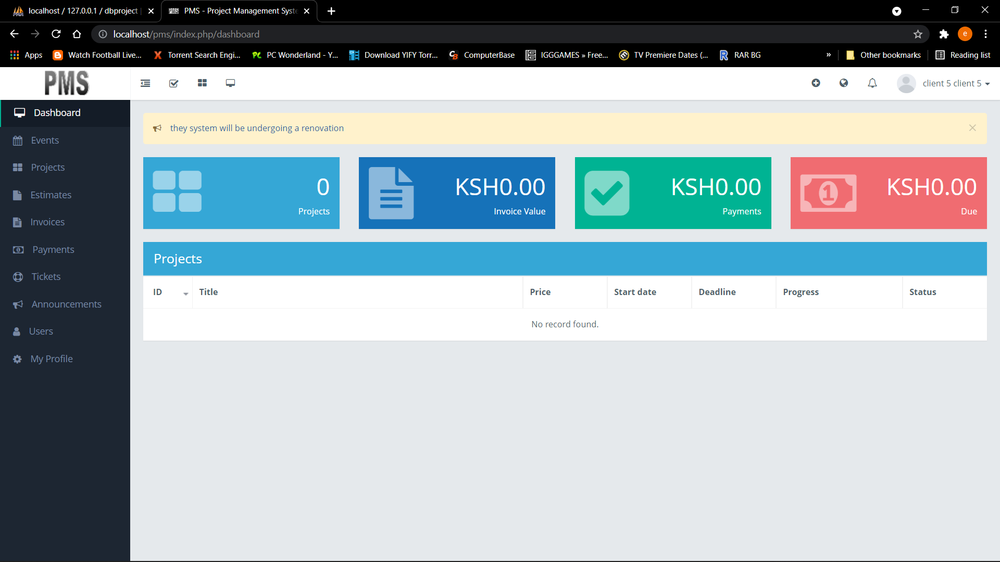 localhost / 127.0.0.1 / dbproject |
PMS - Project Management Syste
localhost/pms/index.php/dashboard
e
Apps
Watch Football Live...
Torrent Search Engi...
PC Wonderland - Y...
Download YIFY Torr...
ComputerBase
IGGGAMES » Free...
TV Premiere Dates (...
RAR BG
»
Other bookmarks
Reading list
PMS
client 5 client 5
Dashboard
Events
Projects
Estimates
Invoices
Payments
Tickets
Announcements
Users
My Profile
they system will be undergoing a renovation
0
Projects
KSH0.00
Invoice Value
KSH0.00
Payments
1
KSH0.00
Due
Projects
ID
Title
Price
Start date
Deadline
Progress
Status
No record found.